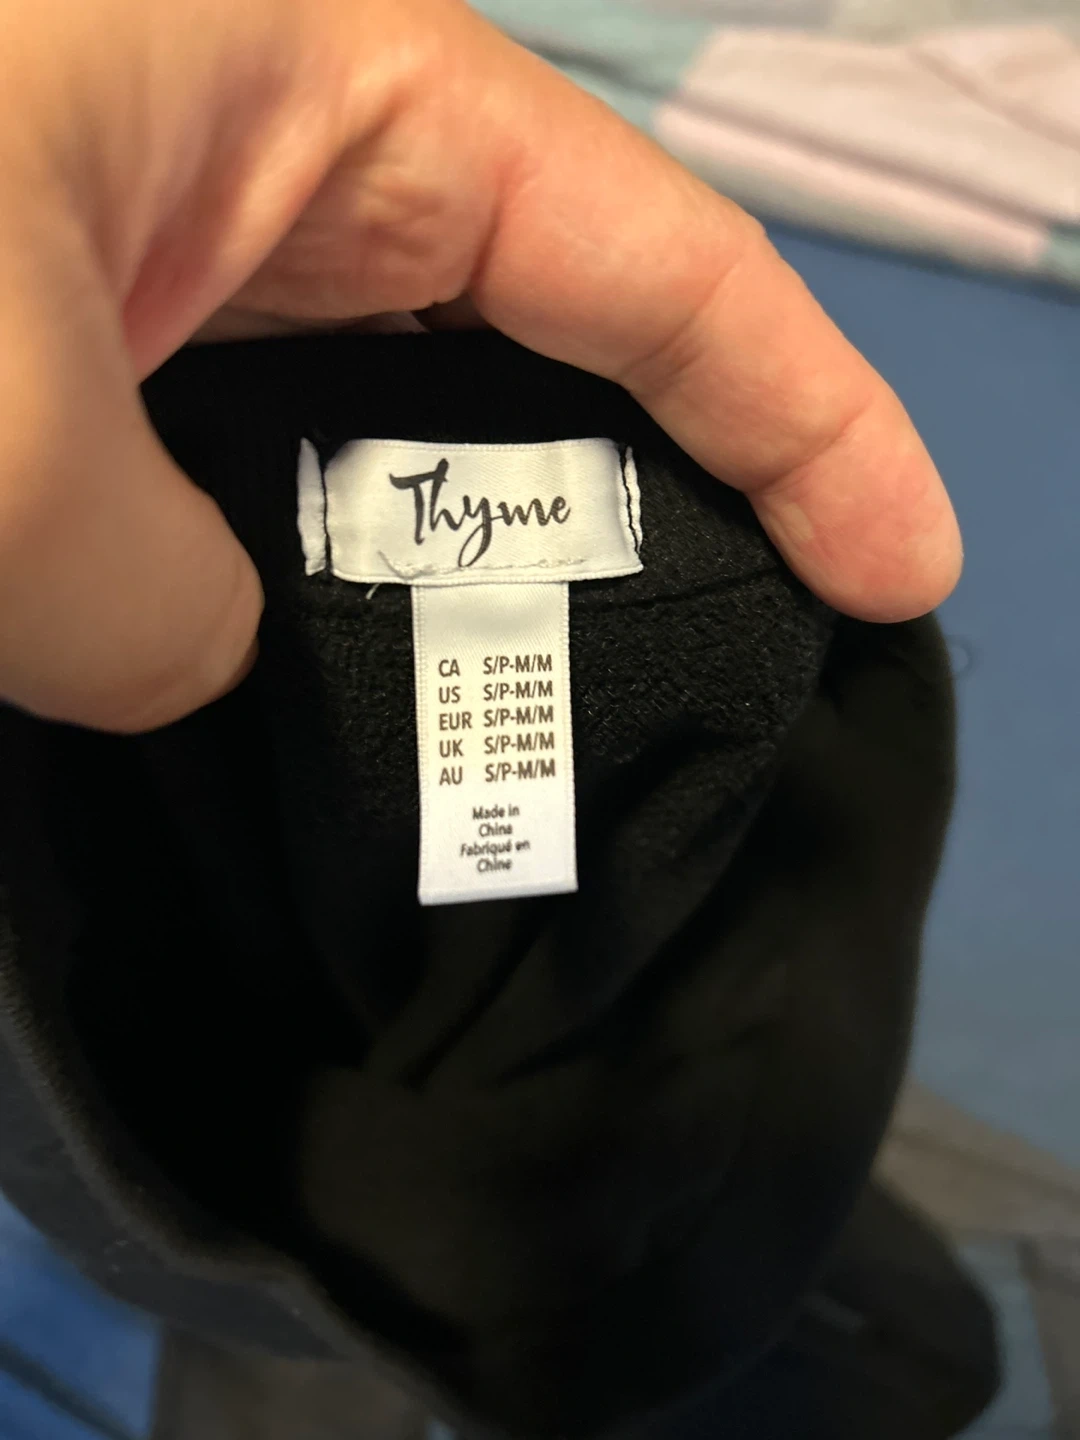 Thyme
CA S/P-M/M
US S/P-M/M
EUR S/P-M/M
UK S/P-M/M
AU S/P-M/M
Made in
China
Fabriqué en
Chine